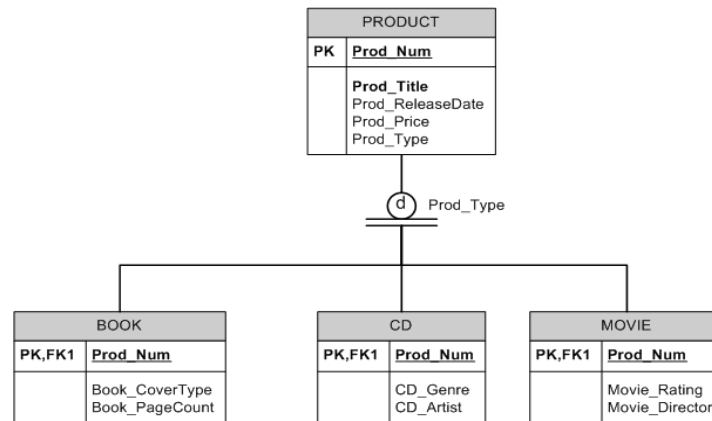 PRODUCT
PK Prod_Num
Prod_Title
Prod_ReleaseDate
Prod_Price
Prod_Type
d Prod_Type
BOOK
PK,FK1 Prod_Num
Book_CoverType
Book_PageCount
CD
PK,FK1 Prod_Num
CD_Genre
CD_Artist
MOVIE
PK,FK1 Prod_Num
Movie_Rating
Movie_Director